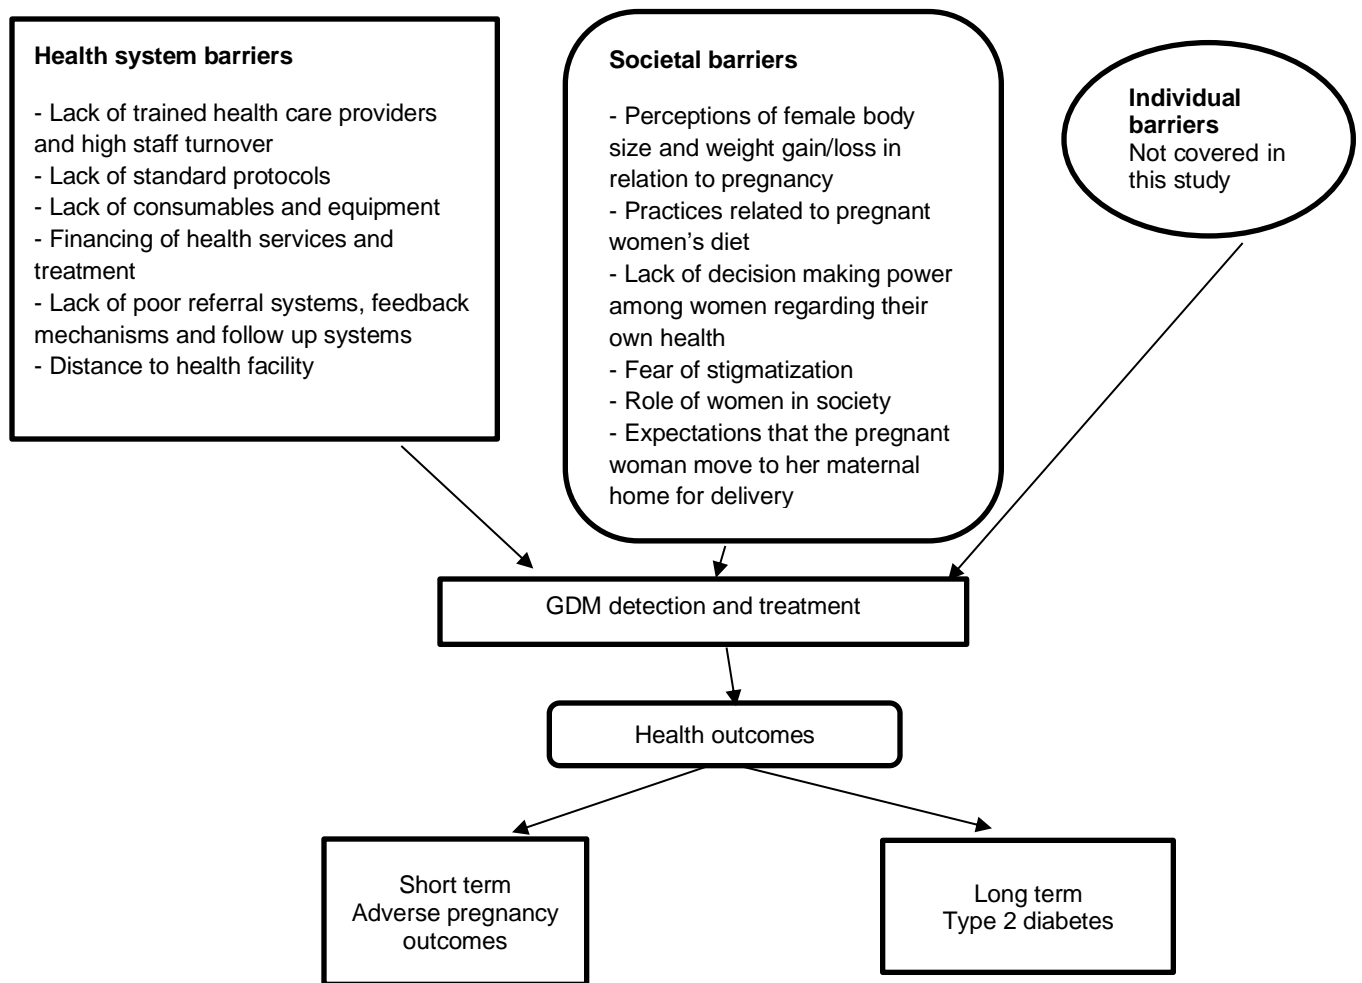 Health system barriers
- Lack of trained health care providers
and high staff turnover
- Lack of standard protocols
- Lack of consumables and equipment
- Financing of health services and
treatment
- Lack of poor referral systems, feedback
mechanisms and follow up systems
- Distance to health facility
Societal barriers
- Perceptions of female body
size and weight gain/loss in
relation to pregnancy
- Practices related to pregnant
women’s diet
- Lack of decision making power
among women regarding their
own health
- Fear of stigmatization
- Role of women in society
- Expectations that the pregnant
woman move to her maternal
home for delivery
Individual
barriers
Not covered in
this study
GDM detection and treatment
Health outcomes
Short term
Adverse pregnancy
outcomes
Long term
Type 2 diabetes